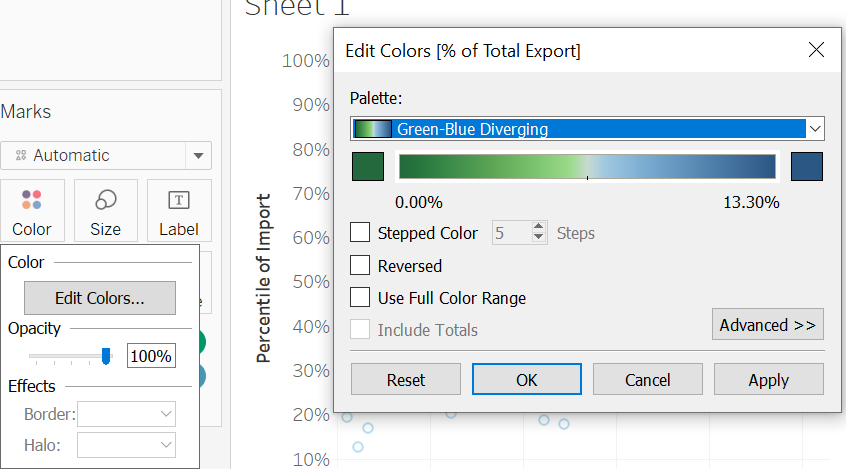 Sheet 1
Marks
Automatic
Color
Size
Label
Color
Edit Colors...
Opacity
100%
Effects
Border:
Halo:
Percentile of Import
100%
90%
80%
70%
60%
50%
40%
30%
20%
10%
Edit Colors [% of Total Export]
Palette:
Green-Blue Diverging
0.00%
13.30%
Stepped Color
5
Steps
Reversed
Use Full Color Range
Include Totals
Advanced >>
Reset
OK
Cancel
Apply